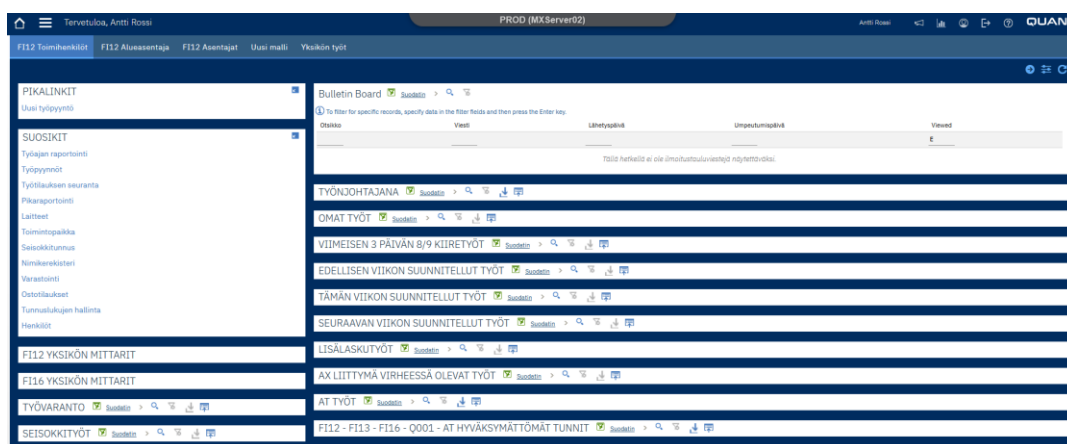 Tervetuloa, Antti Rossi
PROD (MXServer02)
Antti Rossi
QUAN
FI12 Toimihenkilöt FI12 Alueasentaja FI12 Asentajat Uusi malli Yksikön työt
PIKALINKIT
Uusi työpyyntö
SUOSIKIT
Työajan raportointi
Työpyynnöt
Työtilauksen seuranta
Pikaraportointi
Laitteet
Toimintopaikka
Seisokkitunnus
Nimikerekisteri
Varastointi
Ostotilaukset
Tunnuslukujen hallinta
Henkilöt
FI12 YKSIKÖN MITTARIT
FI16 YKSIKÖN MITTARIT
TYÖVARANTO Suodatin >
SEISOKKITYÖT Suodatin >
Bulletin Board Suodatin >
To filter for specific records, specify data in the filter fields and then press the Enter key.
Otsikko Viesti Lähetyspäivä Umpeutumispäivä Viewed
E
Tällä hetkellä ei ole ilmoitustauluviestejä näytettäväksi.
TYÖNJOHTAJANA Suodatin >
OMAT TYÖT Suodatin >
VIIMEISEN 3 PÄIVÄN 8/9 KIIRETYÖT Suodatin >
EDELLISEN VIIKON SUUNNITELLUT TYÖT Suodatin >
TÄMÄN VIIKON SUUNNITELLUT TYÖT Suodatin >
SEURAAVAN VIIKON SUUNNITELLUT TYÖT Suodatin >
LISÄLASKUTYÖT Suodatin >
AX LIITTYMÄ VIRHEESSÄ OLEVAT TYÖT Suodatin >
AT TYÖT Suodatin >
FI12 - FI13 - FI16 - Q001 - AT HYVÄKSYMÄTTÖMÄT TUNNIT Suodatin >